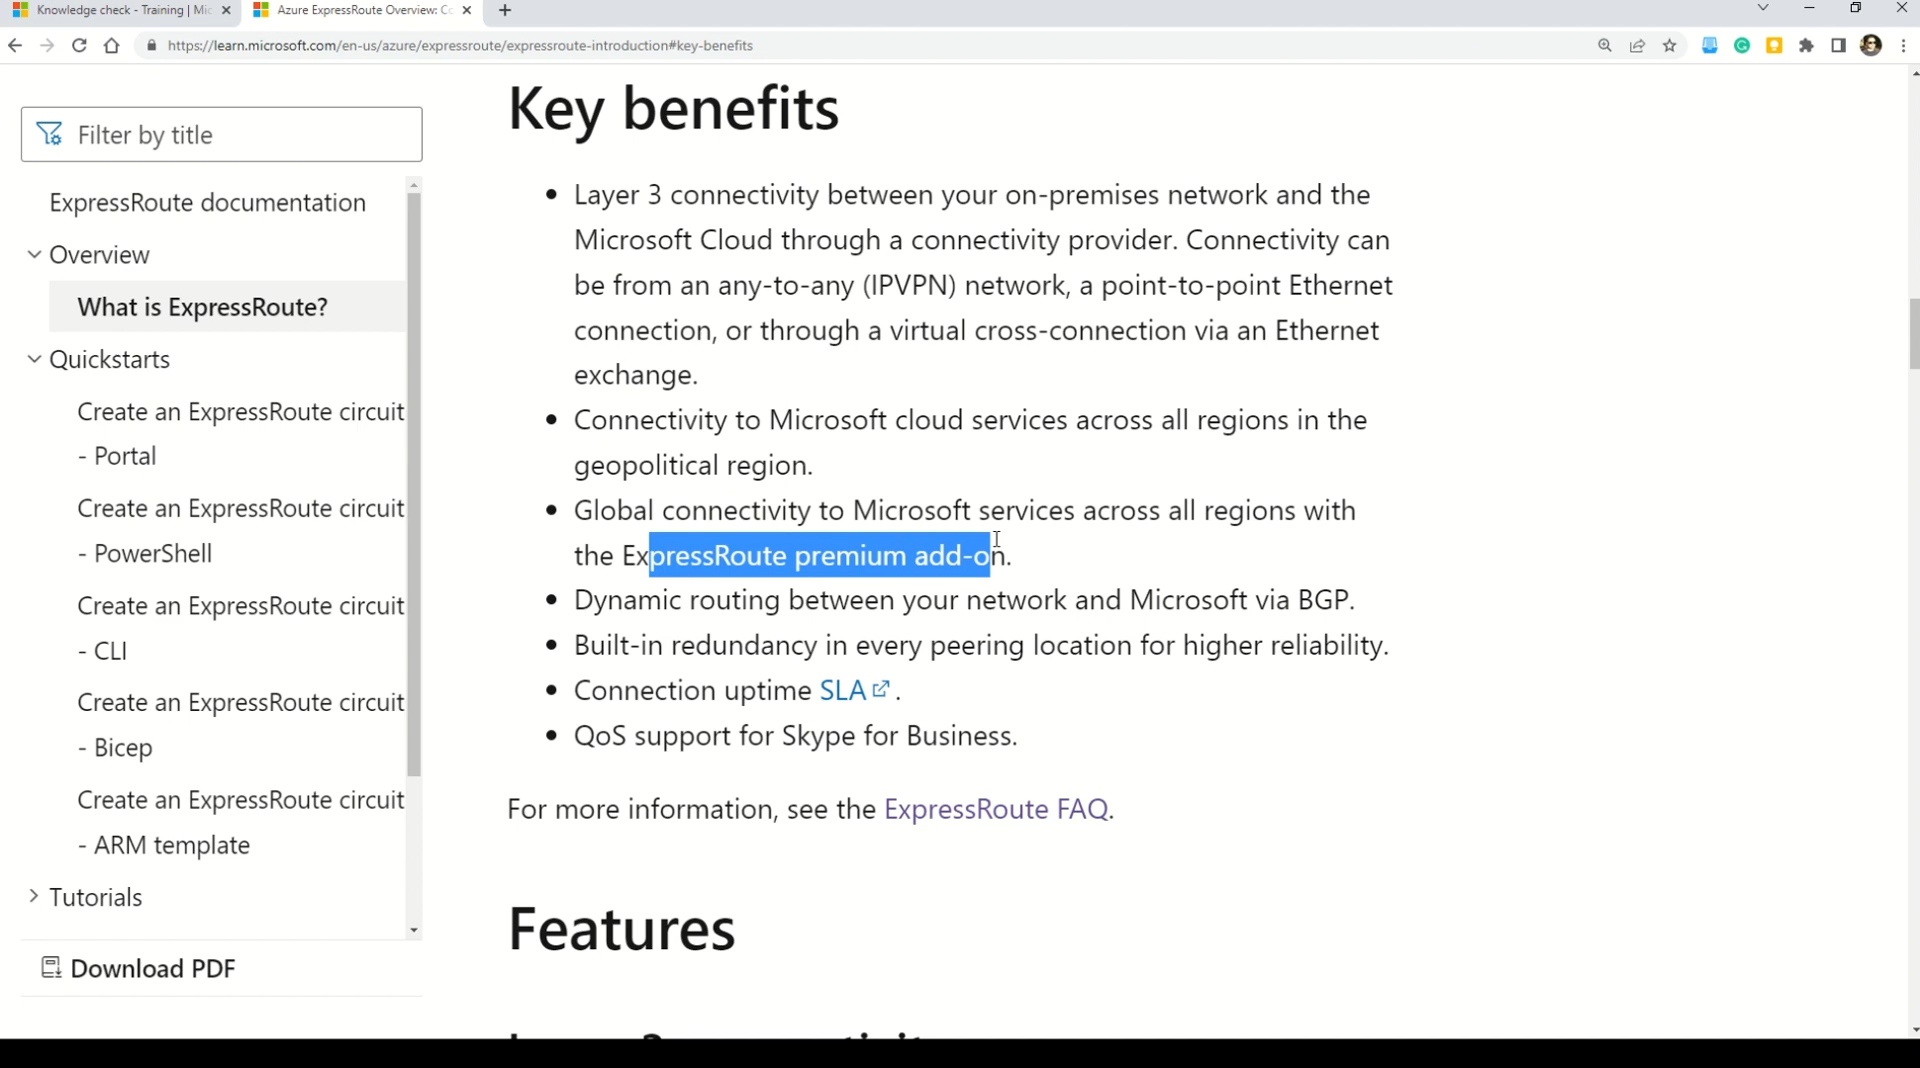 Knowledge check - Training | Mic
Azure ExpressRoute Overview: Co
https://learn.microsoft.com/en-us/azure/expressroute/expressroute-introduction#key-benefits
Filter by title
ExpressRoute documentation
Overview
What is ExpressRoute?
Quickstarts
Create an ExpressRoute circuit
- Portal
Create an ExpressRoute circuit
- PowerShell
Create an ExpressRoute circuit
- CLI
Create an ExpressRoute circuit
- Bicep
Create an ExpressRoute circuit
- ARM template
Tutorials
Download PDF
Key benefits
• Layer 3 connectivity between your on-premises network and the
Microsoft Cloud through a connectivity provider. Connectivity can
be from an any-to-any (IPVPN) network, a point-to-point Ethernet
connection, or through a virtual cross-connection via an Ethernet
exchange.
• Connectivity to Microsoft cloud services across all regions in the
geopolitical region.
• Global connectivity to Microsoft services across all regions with
the ExpressRoute premium add-on.
• Dynamic routing between your network and Microsoft via BGP.
• Built-in redundancy in every peering location for higher reliability.
• Connection uptime SLA.
• QoS support for Skype for Business.
For more information, see the ExpressRoute FAQ.
Features